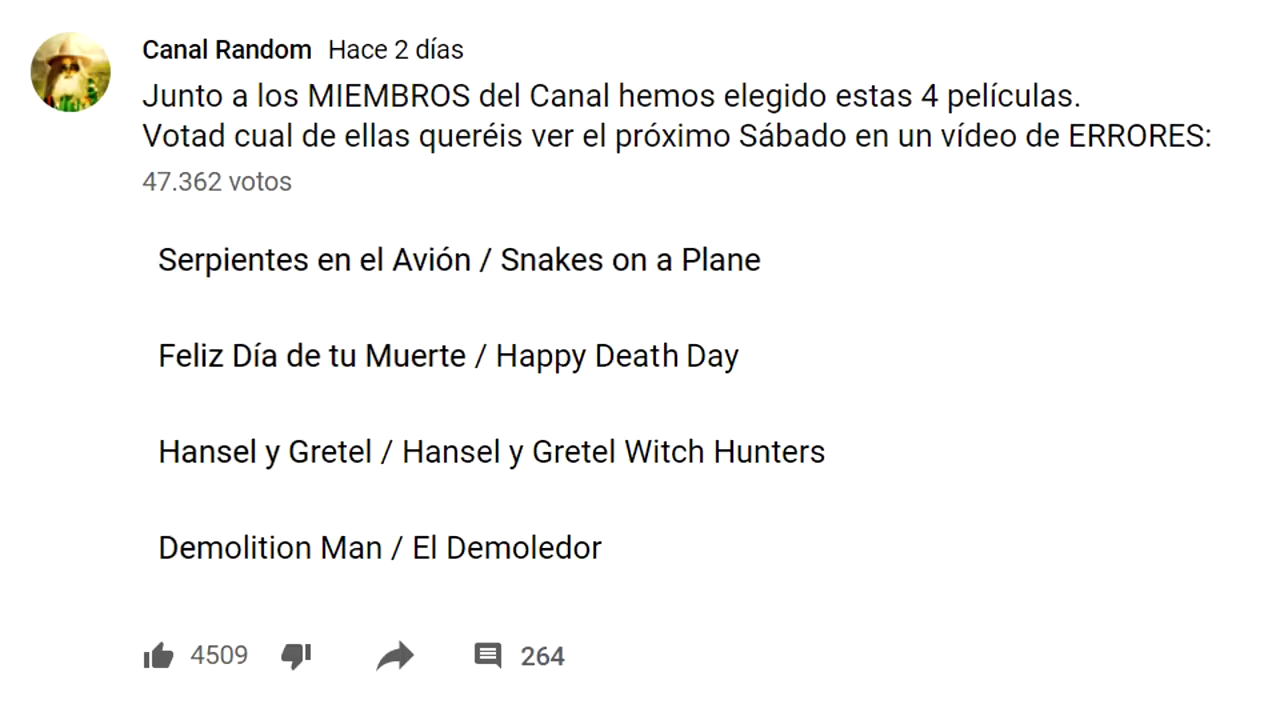 Canal Random Hace 2 días
Junto a los MIEMBROS del Canal hemos elegido estas 4 películas.
Votad cual de ellas queréis ver el próximo Sábado en un vídeo de ERRORES:
47.362 votos
Serpientes en el Avión / Snakes on a Plane
Feliz Día de tu Muerte / Happy Death Day
Hansel y Gretel / Hansel y Gretel Witch Hunters
Demolition Man / El Demoledor
4509 264